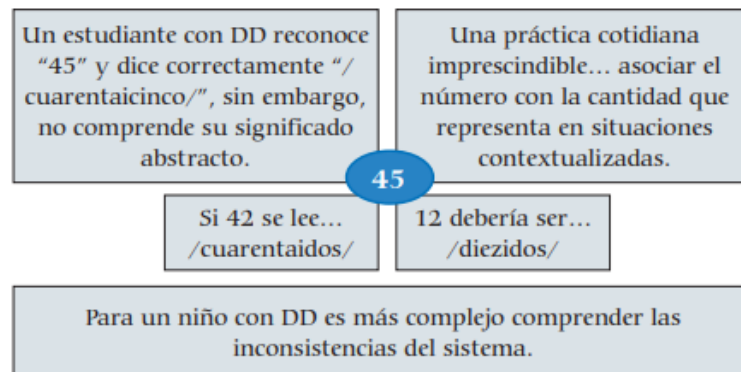 Un estudiante con DD reconoce
“45” y dice correctamente “/
cuarentaicinco/”, sin embargo,
no comprende su significado
abstracto.
Una práctica cotidiana
imprescindible... asociar el
número con la cantidad que
representa en situaciones
contextualizadas.
45
Si 42 se lee...
/cuarentaidos/
12 debería ser...
/diezidos/
Para un niño con DD es más complejo comprender las
inconsistencias del sistema.